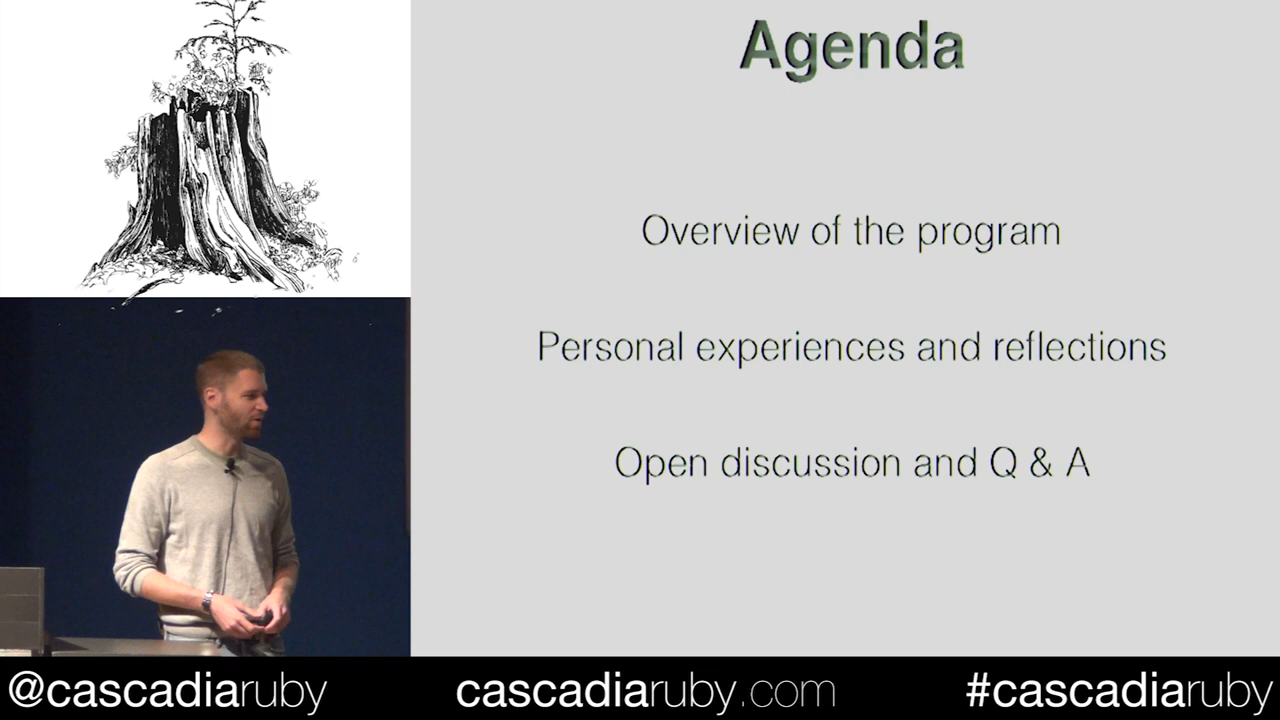 Agenda
Overview of the program
Personal experiences and reflections
Open discussion and Q & A
@cascadiaruby
cascadiaruby.com
#cascadiaruby